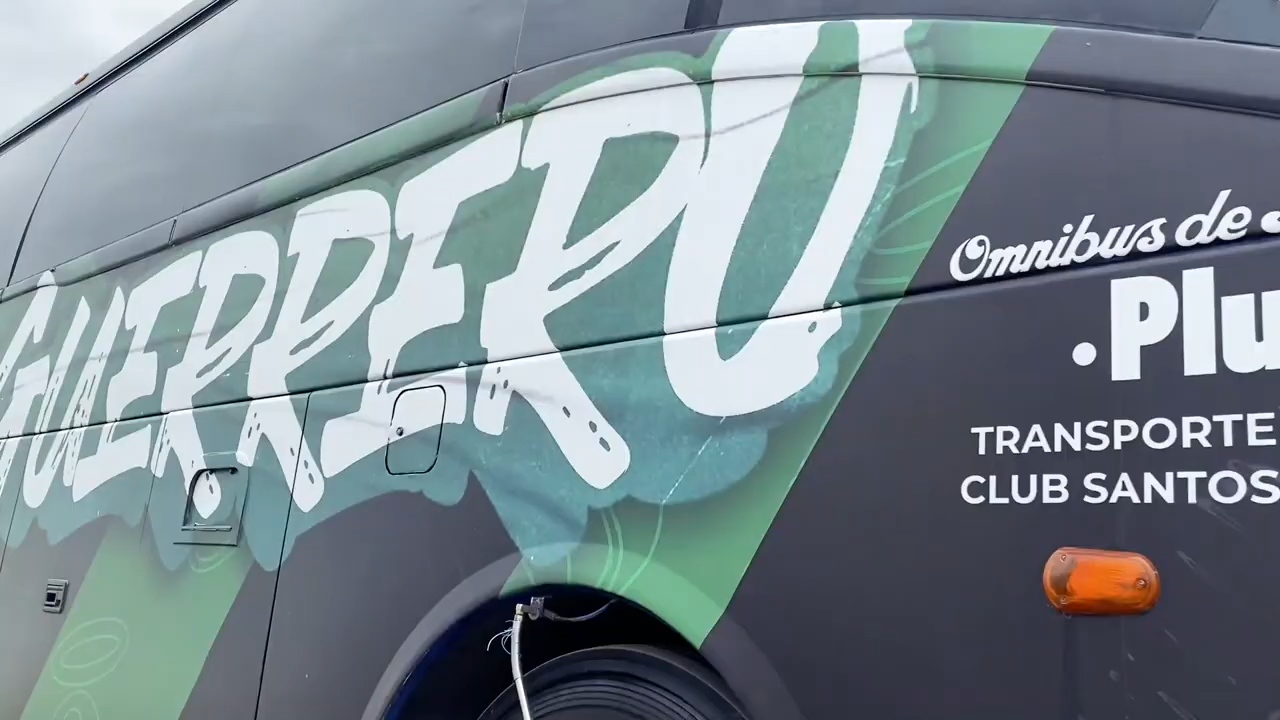 GUERRERO
Omnibus de
.Plu
TRANSPORTE
CLUB SANTOS